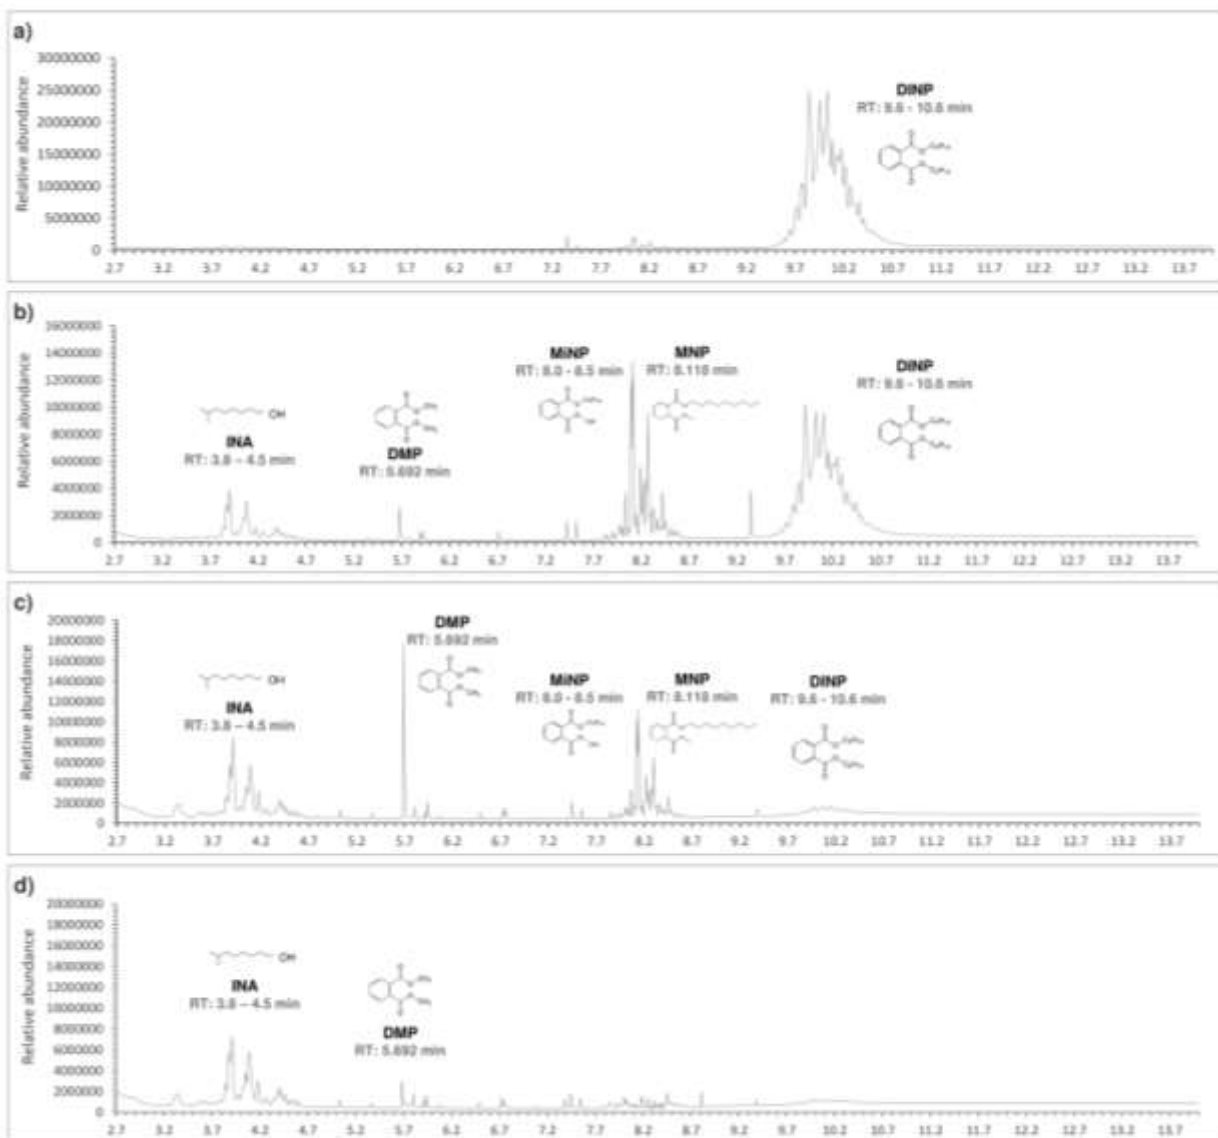 a)
Relative abundance
30000000
25000000
20000000
15000000
10000000
5000000
0
DINP
RT: 9.6 - 10.6 min
2.7 3.2 3.7 4.2 4.7 5.2 5.7 6.2 6.7 7.2 7.7 8.2 8.7 9.2 9.7 10.2 10.7 11.2 11.7 12.2 12.7 13.2 13.7
b)
Relative abundance
16000000
14000000
12000000
10000000
8000000
6000000
4000000
2000000
0
OH
INA
RT: 3.8 – 4.5 min
DMP
RT: 5.692 min
MiNP
RT: 8.0 - 8.5 min
MNP
RT: 8.118 min
DINP
RT: 9.6 - 10.6 min
2.7 3.2 3.7 4.2 4.7 5.2 5.7 6.2 6.7 7.2 7.7 8.2 8.7 9.2 9.7 10.2 10.7 11.2 11.7 12.2 12.7 13.2 13.7
c)
Relative abundance
20000000
18000000
16000000
14000000
12000000
10000000
8000000
6000000
4000000
2000000
0
OH
INA
RT: 3.8 – 4.5 min
DMP
RT: 5.692 min
MiNP
RT: 8.0 - 8.5 min
MNP
RT: 8.118 min
DINP
RT: 9.6 - 10.6 min
2.7 3.2 3.7 4.2 4.7 5.2 5.7 6.2 6.7 7.2 7.7 8.2 8.7 9.2 9.7 10.2 10.7 11.2 11.7 12.2 12.7 13.2 13.7
d)
Relative abundance
20000000
18000000
16000000
14000000
12000000
10000000
8000000
6000000
4000000
2000000
0
OH
INA
RT: 3.8 – 4.5 min
DMP
RT: 5.692 min
2.7 3.2 3.7 4.2 4.7 5.2 5.7 6.2 6.7 7.2 7.7 8.2 8.7 9.2 9.7 10.2 10.7 11.2 11.7 12.2 12.7 13.2 13.7